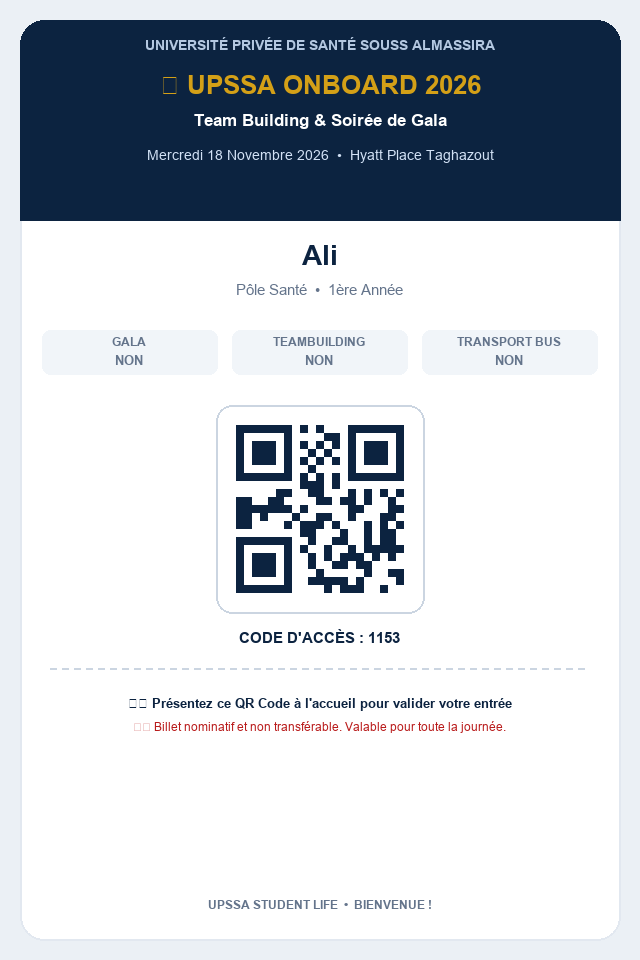 UNIVERSITÉ PRIVÉE DE SANTÉ SOUSS ALMASSIRA
UPSSA ONBOARD 2026
Team Building & Soirée de Gala
Mercredi 18 Novembre 2026 • Hyatt Place Taghazout
Ali
Pôle Santé • 1ère Année
GALA
NON
TEAMBUILDING
NON
TRANSPORT BUS
NON
CODE D'ACCÈS : 1153
Présentez ce QR Code à l'accueil pour valider votre entrée
Billet nominatif et non transférable. Valable pour toute la journée.
UPSSA STUDENT LIFE • BIENVENUE !